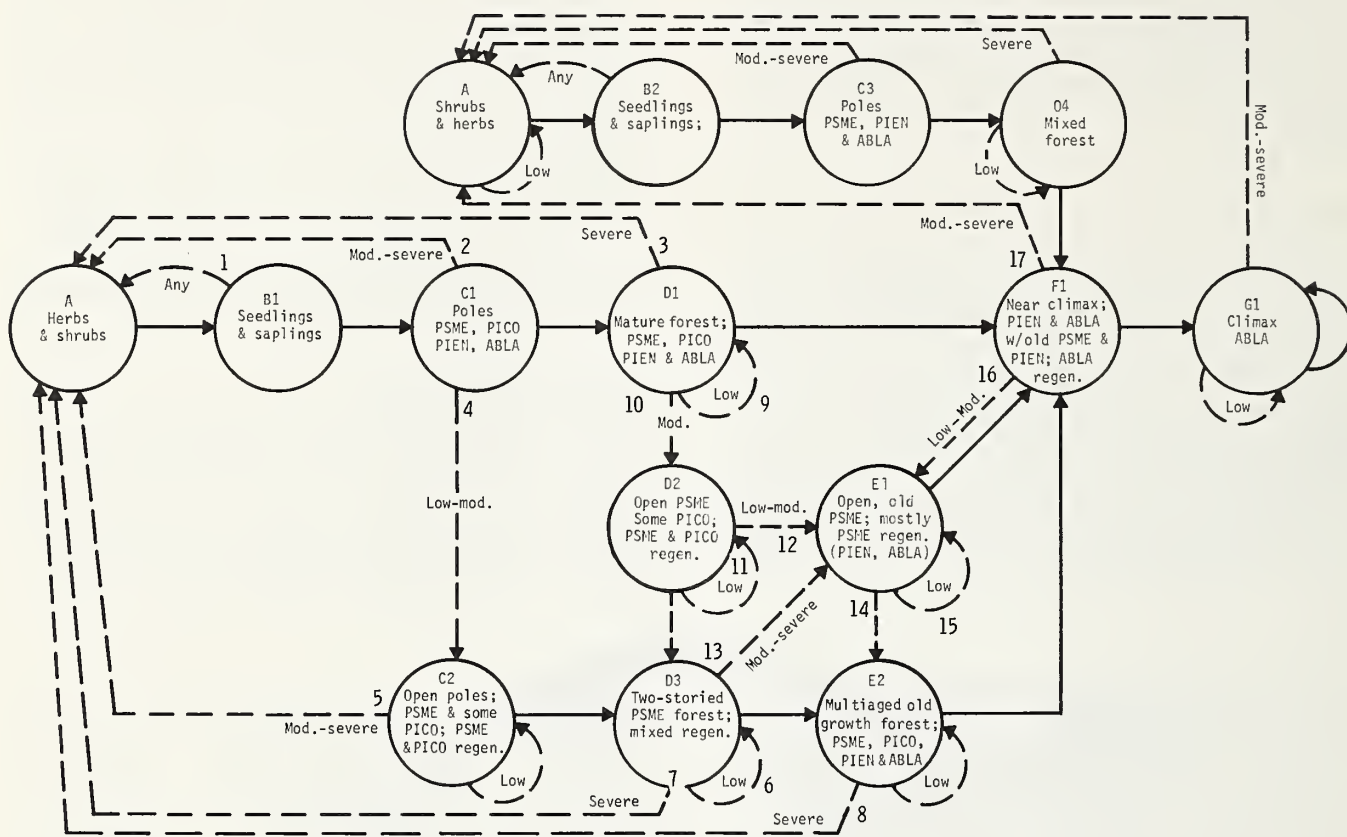 Severe
Mod.-severe
Any
A
Shrubs
& herbs
B2
Seedlings
& saplings;
C3
Poles
PSME, PIEN
& ABLA
04
Mixed
forest
Low
Low
Mod.-severe
Mod.-severe
Severe
3
Mod.-severe
2
1
Any
17
A
Herbs
& shrubs
B1
Seedlings
& saplings
C1
Poles
PSME, PICO
PIEN, ABLA
D1
Mature forest;
PSME, PICO
PIEN & ABLA
F1
Near climax;
PIEN & ABLA
w/old PSME &
PIEN; ABLA
regen.
G1
Climax
ABLA
4
10
Low
9
16
Low
Mod.
Low-Mod.
Low-mod.
D2
Open PSME
Some PICO;
PSME & PICO
regen.
Low-mod.
12
E1
Open, old
PSME; mostly
PSME regen.
(PIEN, ABLA)
11
Low
Low
15
14
13
Mod.-severe
5
Mod.-severe
C2
Open poles;
PSME & some
PICO; PSME
&PICO regen.
D3
Two-storied
PSME forest;
mixed regen.
E2
Multiaged old
growth forest;
PSME, PICO,
PIEN&ABLA
Low
7
Low
6
Low
Severe
Severe
8